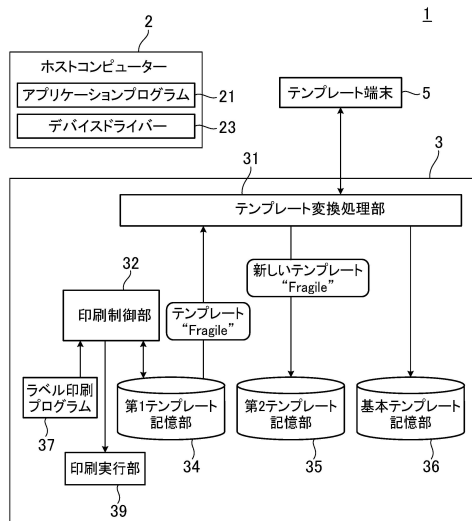 1
2
ホストコンピューター
アプリケーションプログラム
21
デバイスドライバー
23
テンプレート端末
5
3
31
テンプレート変換処理部
新しいテンプレート
“Fragile”
32
印刷制御部
テンプレート
“Fragile”
ラベル印刷
プログラム
37
印刷実行部
39
第1テンプレート
記憶部
34
第2テンプレート
記憶部
35
基本テンプレート
記憶部
36